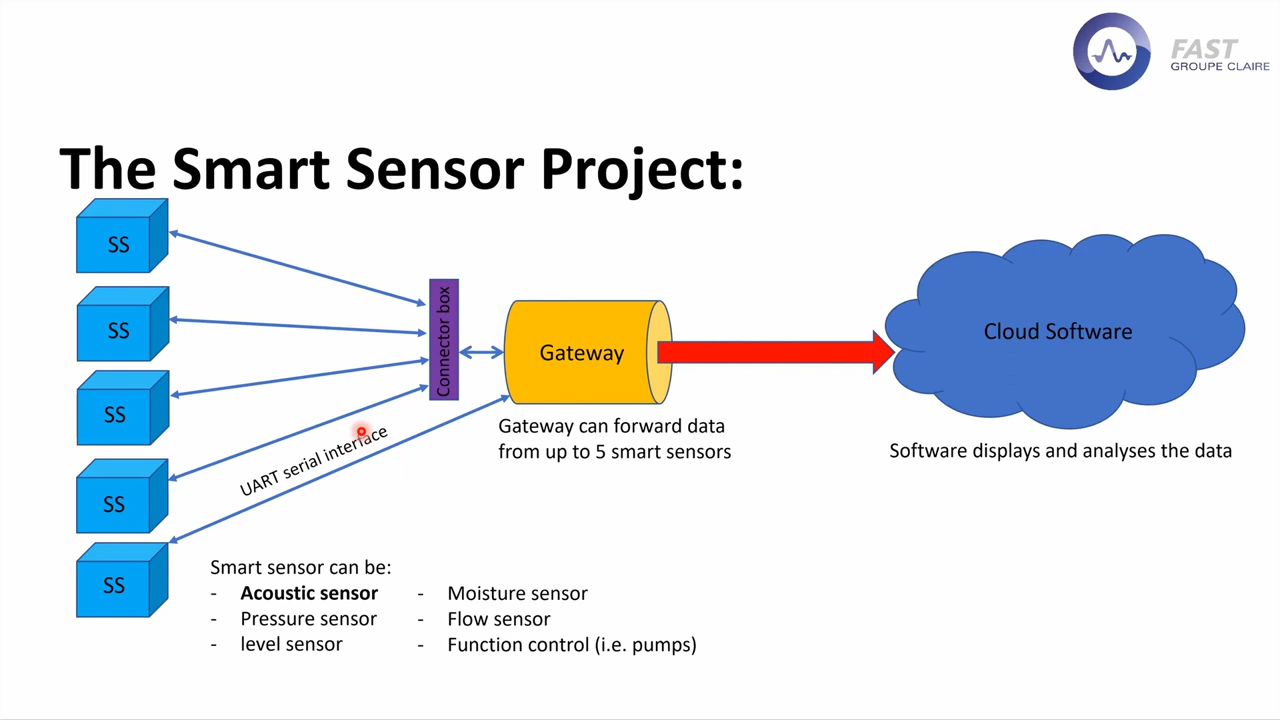 FAST
GROUPE CLAIRE
The Smart Sensor Project:
SS
SS
SS
SS
SS
Connector box
Gateway
Cloud Software
Gateway can forward data
from up to 5 smart sensors
Software displays and analyses the data
UART serial interface
Smart sensor can be:
- Acoustic sensor
- Pressure sensor
- level sensor
- Moisture sensor
- Flow sensor
- Function control (i.e. pumps)